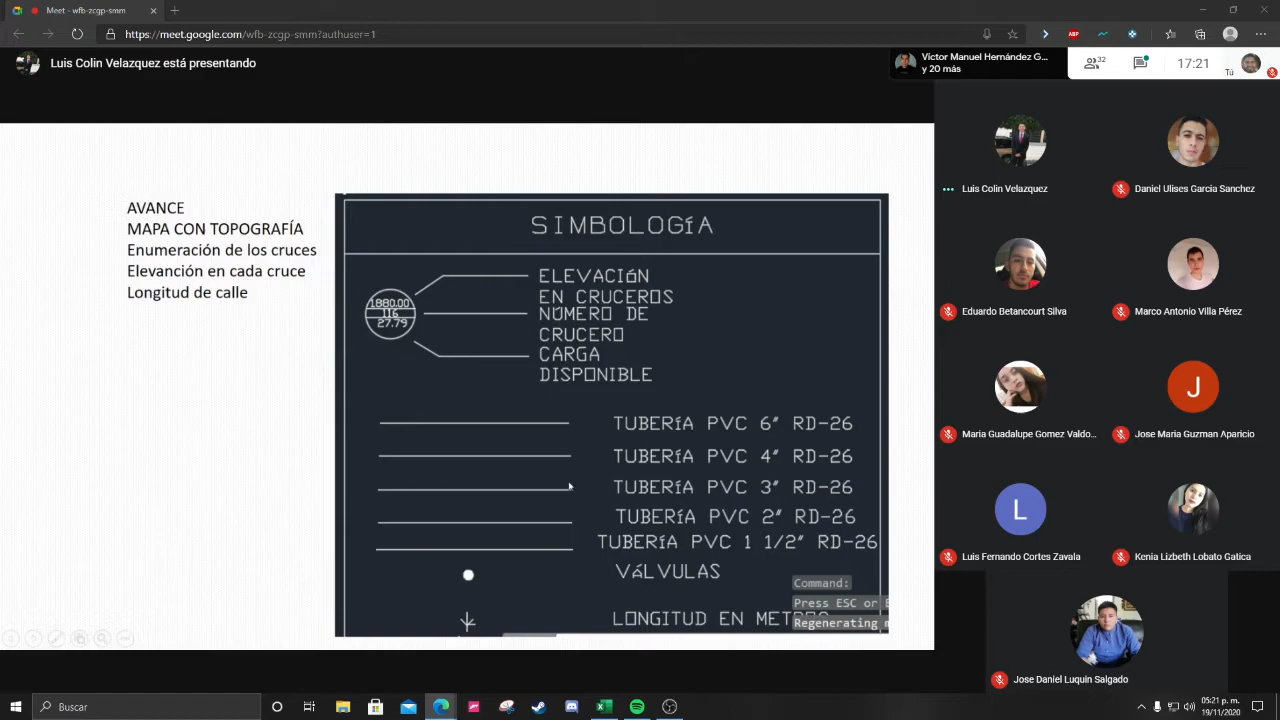 Meet - wfb-zcgp-smm
https://meet.google.com/wfb-zcgp-smm?authuser=1
ABP
Luis Colin Velazquez está presentando
Víctor Manuel Hernández G...
y 20 más
32
17:21
Tú
AVANCE
MAPA CON TOPOGRAFÍA
Enumeración de los cruces
Elevanción en cada cruce
Longitud de calle
SIMBOLOGíA
1880.00
116
27.79
ELEVACIóN
EN CRUCEROS
NÚMERO DE
CRUCERO
CARGA
DISPONIBLE
TUBERíA PVC 6" RD-26
TUBERíA PVC 4" RD-26
TUBERíA PVC 3" RD-26
TUBERíA PVC 2" RD-26
TUBERíA PVC 1 1/2" RD-26
VáLVULAS
LONGITUD EN METROS
Command:
Press ESC or E
Regenerating m
Luis Colin Velazquez
Daniel Ulises Garcia Sanchez
Eduardo Betancourt Silva
Marco Antonio Villa Pérez
Maria Guadalupe Gomez Valdo...
J
Jose Maria Guzman Aparicio
L
Luis Fernando Cortes Zavala
Kenia Lizbeth Lobato Gatica
Jose Daniel Luquin Salgado
Buscar
05:21 p. m.
19/11/2020